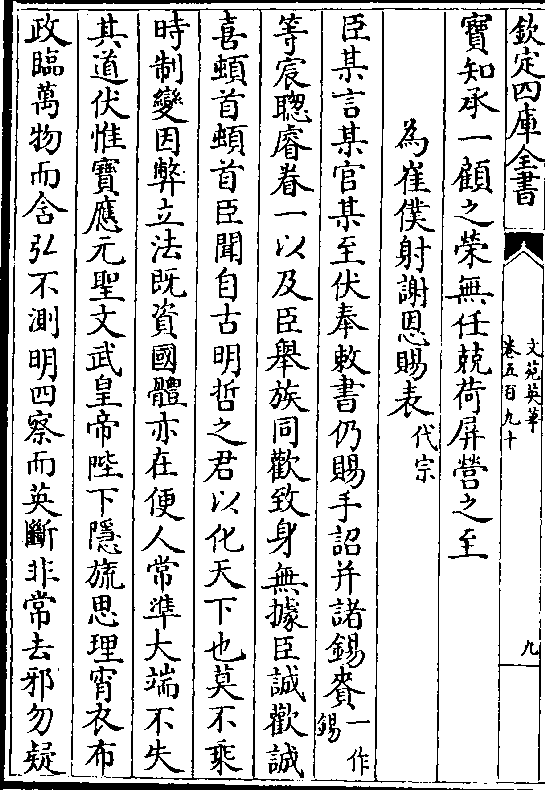 欽定四庫全書
文苑英華
卷五百九十
九
寶知承一顧之榮無任兢荷屏營之至
為崔僕射謝恩賜表代宗
臣某言某官某至伏奉敕書仍賜手詔并諸錫賚一作錫
等宸聰睿眷一以及臣舉族同歡致身無據臣誠歡誠
喜頓首頓首臣聞自古明哲之君以化天下也莫不乘
時制變因弊立法既資國體亦在便人常準大端不失
其道伏惟寶應元聖文武皇帝陛下隱旒思理宵衣布
政臨萬物而含弘不測明四察而英斷非常去邪勿疑